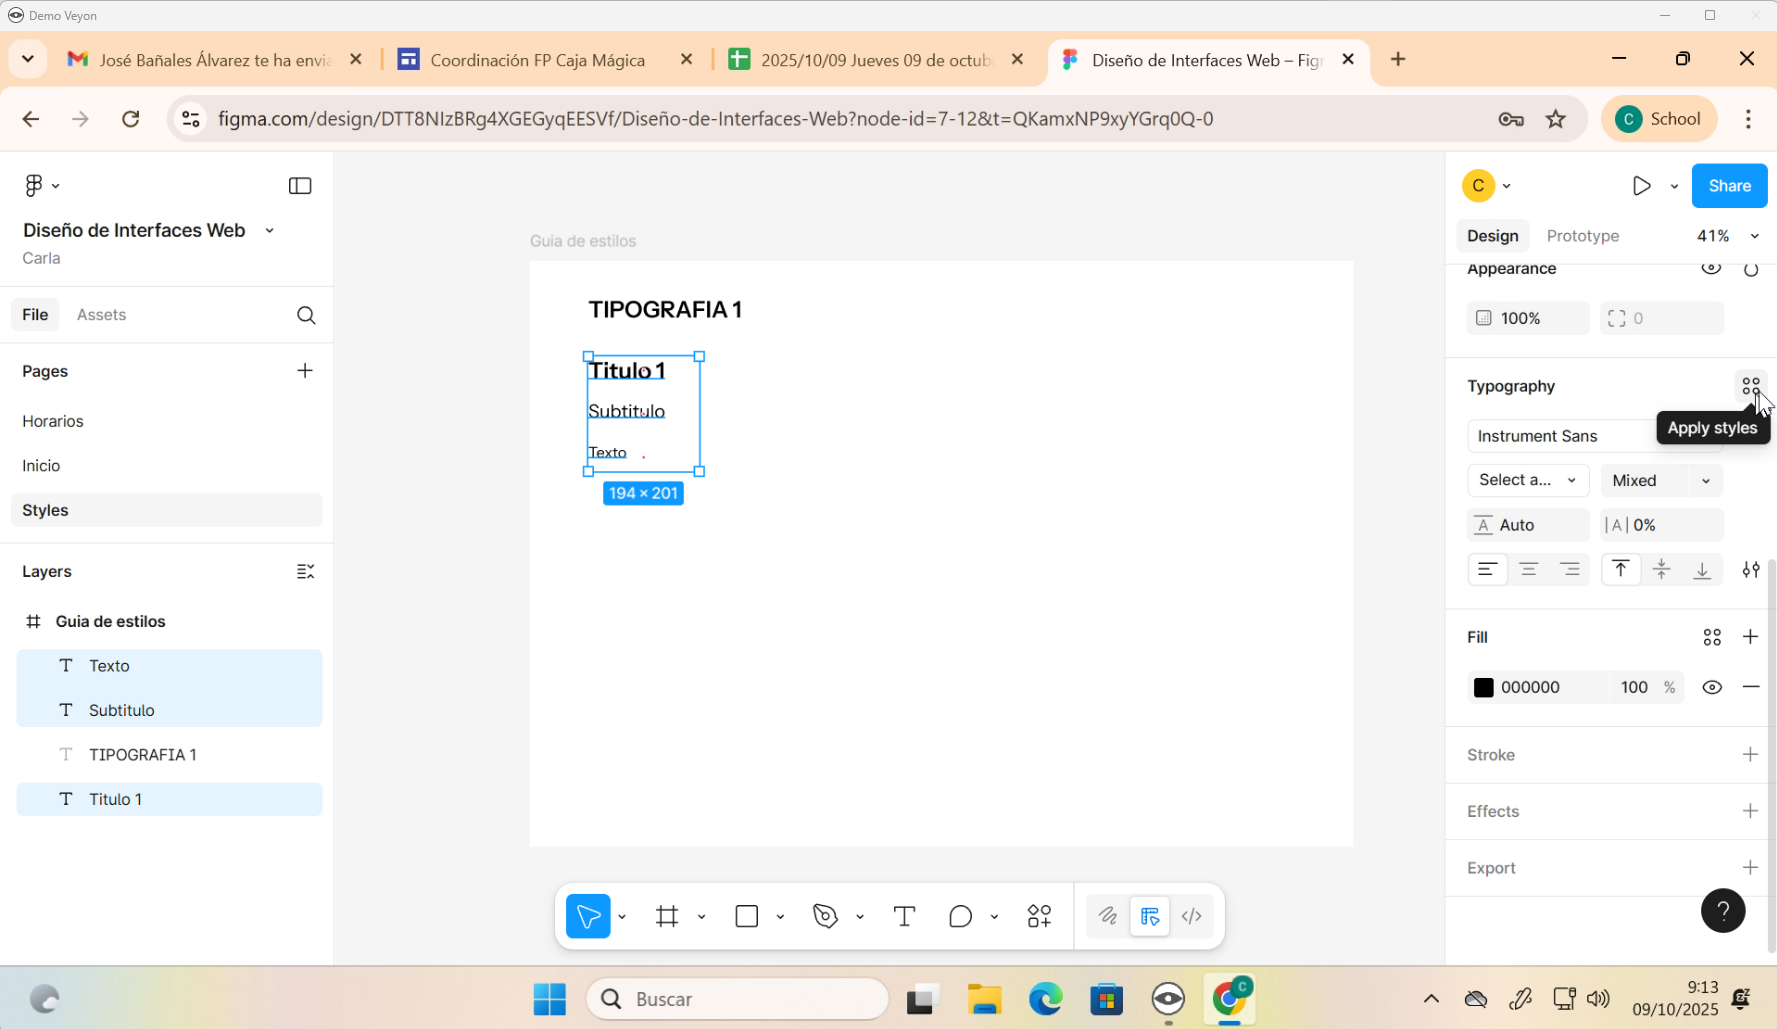 Demo Veyon
José Bañales Álvarez te ha envia
Coordinación FP Caja Mágica
2025/10/09 Jueves 09 de octub
Diseño de Interfaces Web – Fig
figma.com/design/DTT8NIzBRg4XGEGyqEESVf/Diseño-de-Interfaces-Web?node-id=7-12&t=QKamxNP9xyYGrq0Q-0
C School
Diseño de Interfaces Web
Carla
File Assets
Pages
Horarios
Inicio
Styles
Layers
Guia de estilos
Texto
Subtitulo
TIPOGRAFIA 1
Titulo 1
Guia de estilos
TIPOGRAFIA 1
Titulo 1
Subtitulo
Texto
194 × 201
C
Share
Design Prototype 41%
Appearance
100% 0
Typography
Apply styles
Instrument Sans
Select a... Mixed
Auto 0%
Fill
000000 100 %
Stroke
Effects
Export
?
Buscar
C
9:13
09/10/2025